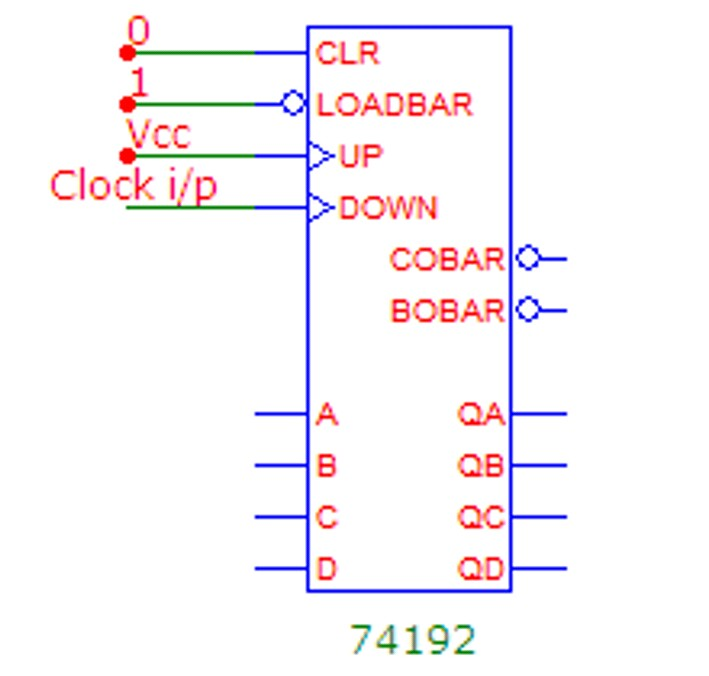 0
CLR
1
LOADBAR
Vcc
UP
Clock i/p
DOWN
COBAR
BOBAR
A QA
B QB
C QC
D QD
74192